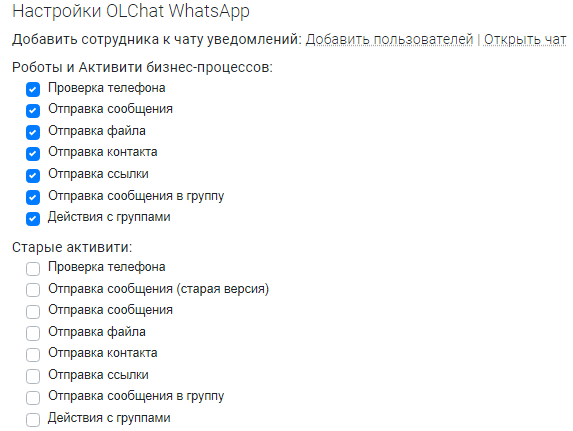 Настройки OLChat WhatsApp
Добавить сотрудника к чату уведомлений: Добавить пользователей | Открыть чат
Роботы и Активити бизнес-процессов:
Проверка телефона
Отправка сообщения
Отправка файла
Отправка контакта
Отправка ссылки
Отправка сообщения в группу
Действия с группами
Старые активити:
Проверка телефона
Отправка сообщения (старая версия)
Отправка сообщения
Отправка файла
Отправка контакта
Отправка ссылки
Отправка сообщения в группу
Действия с группами